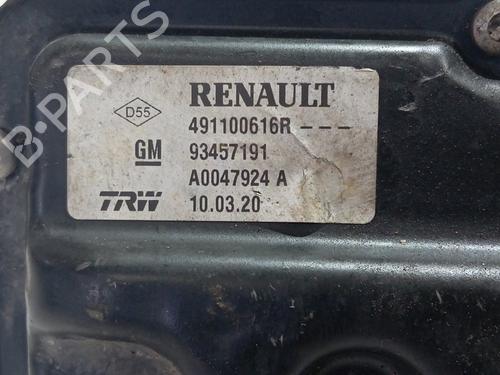 B-PARTS
D55
RENAULT
491100616R - - -
GM 93457191
A0047924 A
TRW 10.03.20